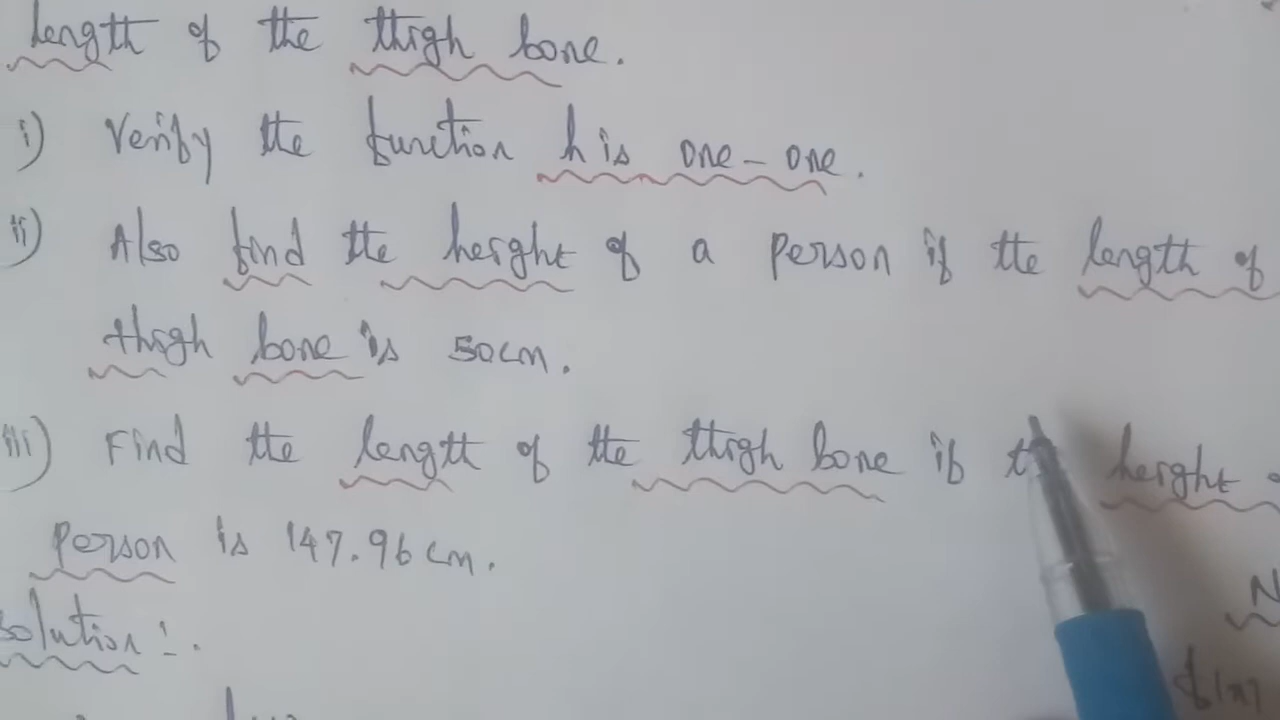 length of the thigh bone.
i) Verify the function h is one-one.
ii) Also find the height of a person if the length of
thigh bone is 50cm.
iii) Find the length of the thigh bone if the height
person is 147.96cm.
solution :-
f(x)